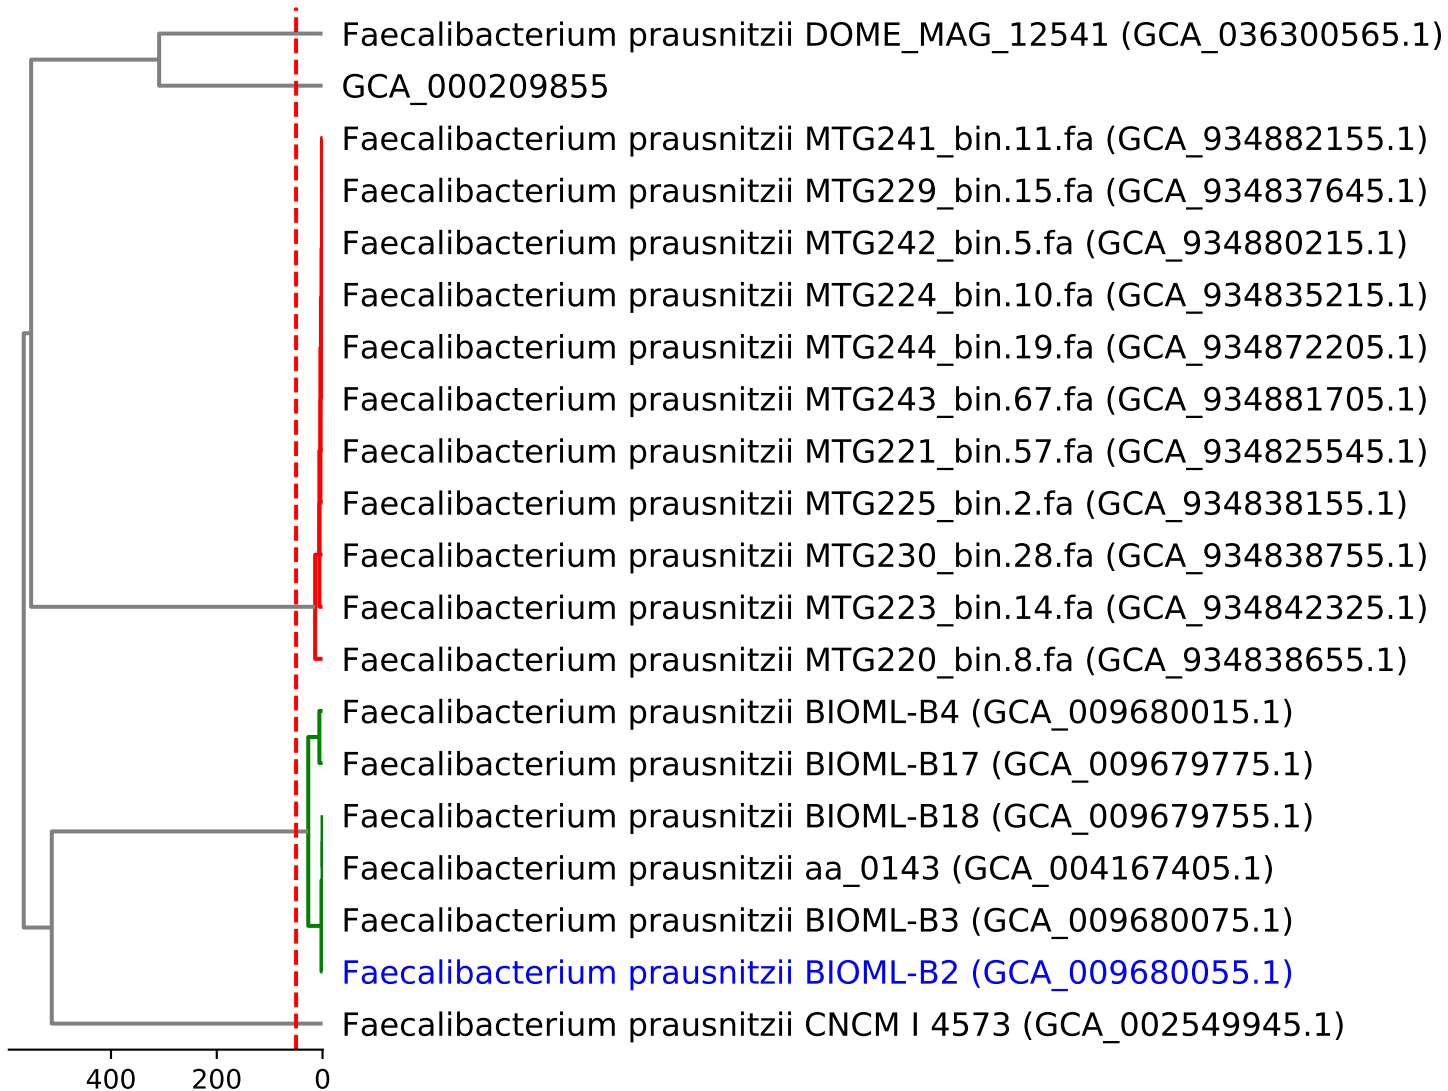 Faecalibacterium prausnitzii DOME_MAG_12541 (GCA_036300565.1)
GCA_000209855
Faecalibacterium prausnitzii MTG241_bin.11.fa (GCA_934882155.1)
Faecalibacterium prausnitzii MTG229_bin.15.fa (GCA_934837645.1)
Faecalibacterium prausnitzii MTG242_bin.5.fa (GCA_934880215.1)
Faecalibacterium prausnitzii MTG224_bin.10.fa (GCA_934835215.1)
Faecalibacterium prausnitzii MTG244_bin.19.fa (GCA_934872205.1)
Faecalibacterium prausnitzii MTG243_bin.67.fa (GCA_934881705.1)
Faecalibacterium prausnitzii MTG221_bin.57.fa (GCA_934825545.1)
Faecalibacterium prausnitzii MTG225_bin.2.fa (GCA_934838155.1)
Faecalibacterium prausnitzii MTG230_bin.28.fa (GCA_934838755.1)
Faecalibacterium prausnitzii MTG223_bin.14.fa (GCA_934842325.1)
Faecalibacterium prausnitzii MTG220_bin.8.fa (GCA_934838655.1)
Faecalibacterium prausnitzii BIOML-B4 (GCA_009680015.1)
Faecalibacterium prausnitzii BIOML-B17 (GCA_009679775.1)
Faecalibacterium prausnitzii BIOML-B18 (GCA_009679755.1)
Faecalibacterium prausnitzii aa_0143 (GCA_004167405.1)
Faecalibacterium prausnitzii BIOML-B3 (GCA_009680075.1)
Faecalibacterium prausnitzii BIOML-B2 (GCA_009680055.1)
Faecalibacterium prausnitzii CNCM I 4573 (GCA_002549945.1)
400 200 0